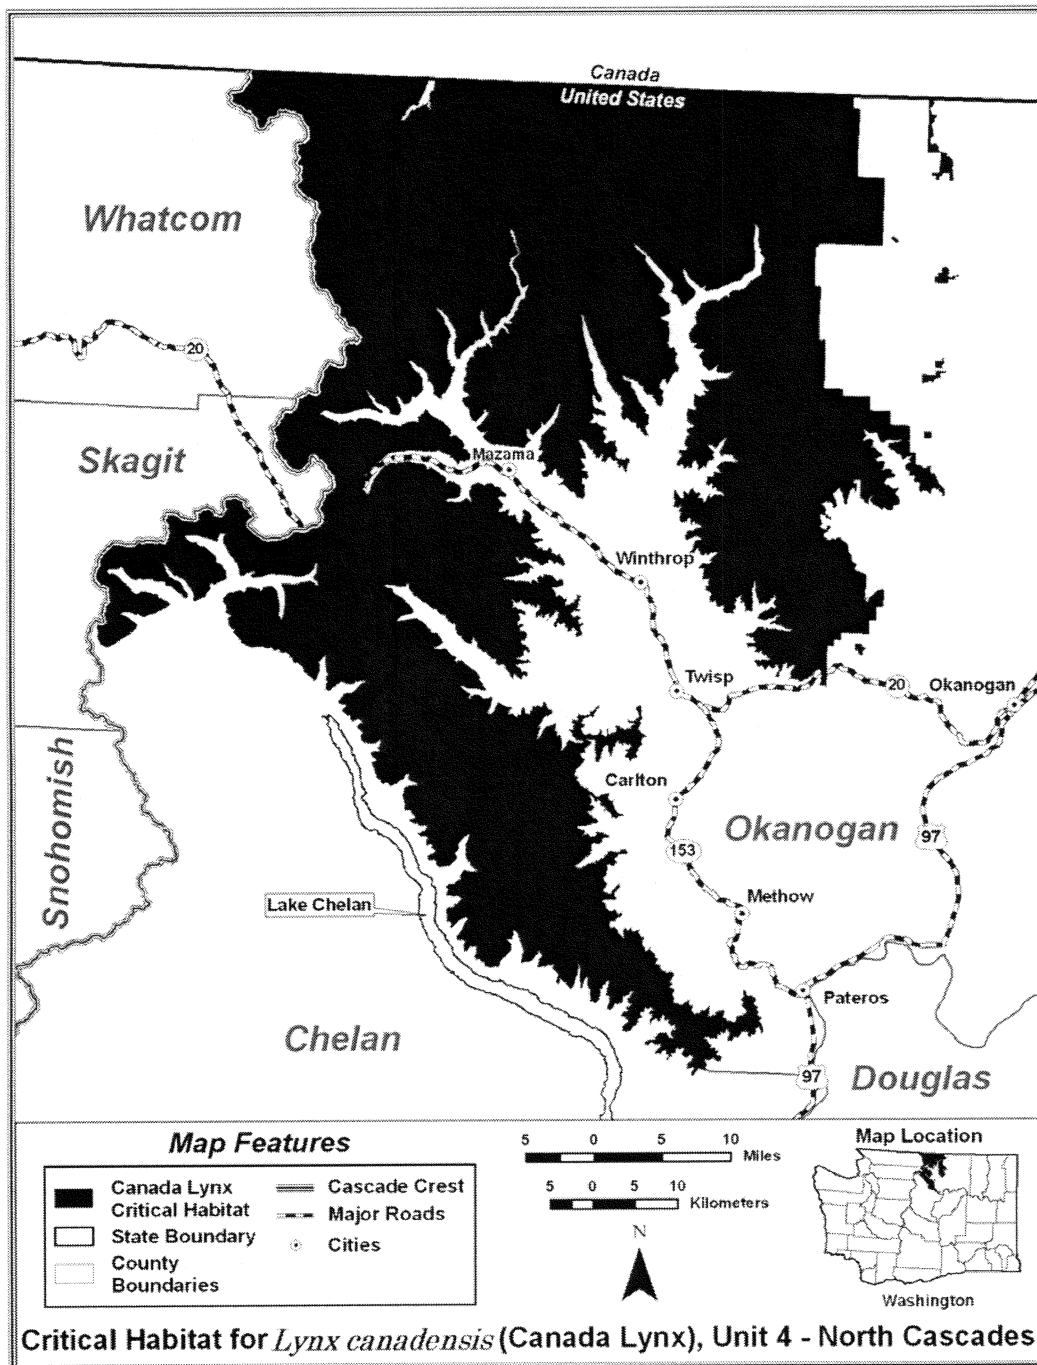 Canada
United States
Whatcom
20
Skagit
Mazama
Winthrop
Twisp
20
Okanogan
Snohomish
Carlton
Okanogan
97
153
Lake Chelan
Methow
Pateros
Chelan
97
Douglas
Map Features
Canada Lynx
Critical Habitat
State Boundary
County
Boundaries
Cascade Crest
Major Roads
Cities
5 0 5 10
Miles
5 0 5 10
Kilometers
N
Map Location
Washington
Critical Habitat for Lynx canadensis (Canada Lynx), Unit 4 - North Cascades